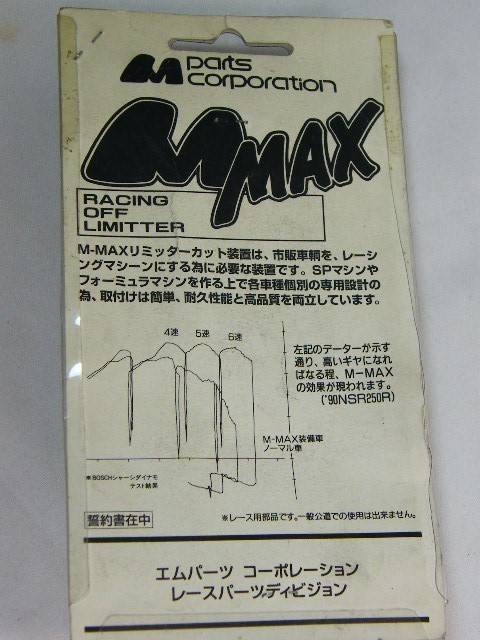 parts
corporation
M MAX
RACING
OFF
LIMITTER
M-MAXリミッターカット装置は、市販車輌を、レーシ
ングマシーンにする為に必要な装置です。SPマシンや
フォーミュラマシンを作る上で各車種個別の専用設計の
為、取付けは簡単、耐久性能と高品質を両立しています。
4速 5速 6速
左記のデーターが示す
通り、高いギヤになれ
ばなる程、M-MAX
の効果が現われます。
('90NSR250R)
M-MAX装備車
ノーマル車
※BOSCHシャーシダイナモ
テスト結果
誓約書在中
※レース用部品です。一般公道での使用は出来ません。
エムパーツ コーポレーション
レースパーツディビジョン